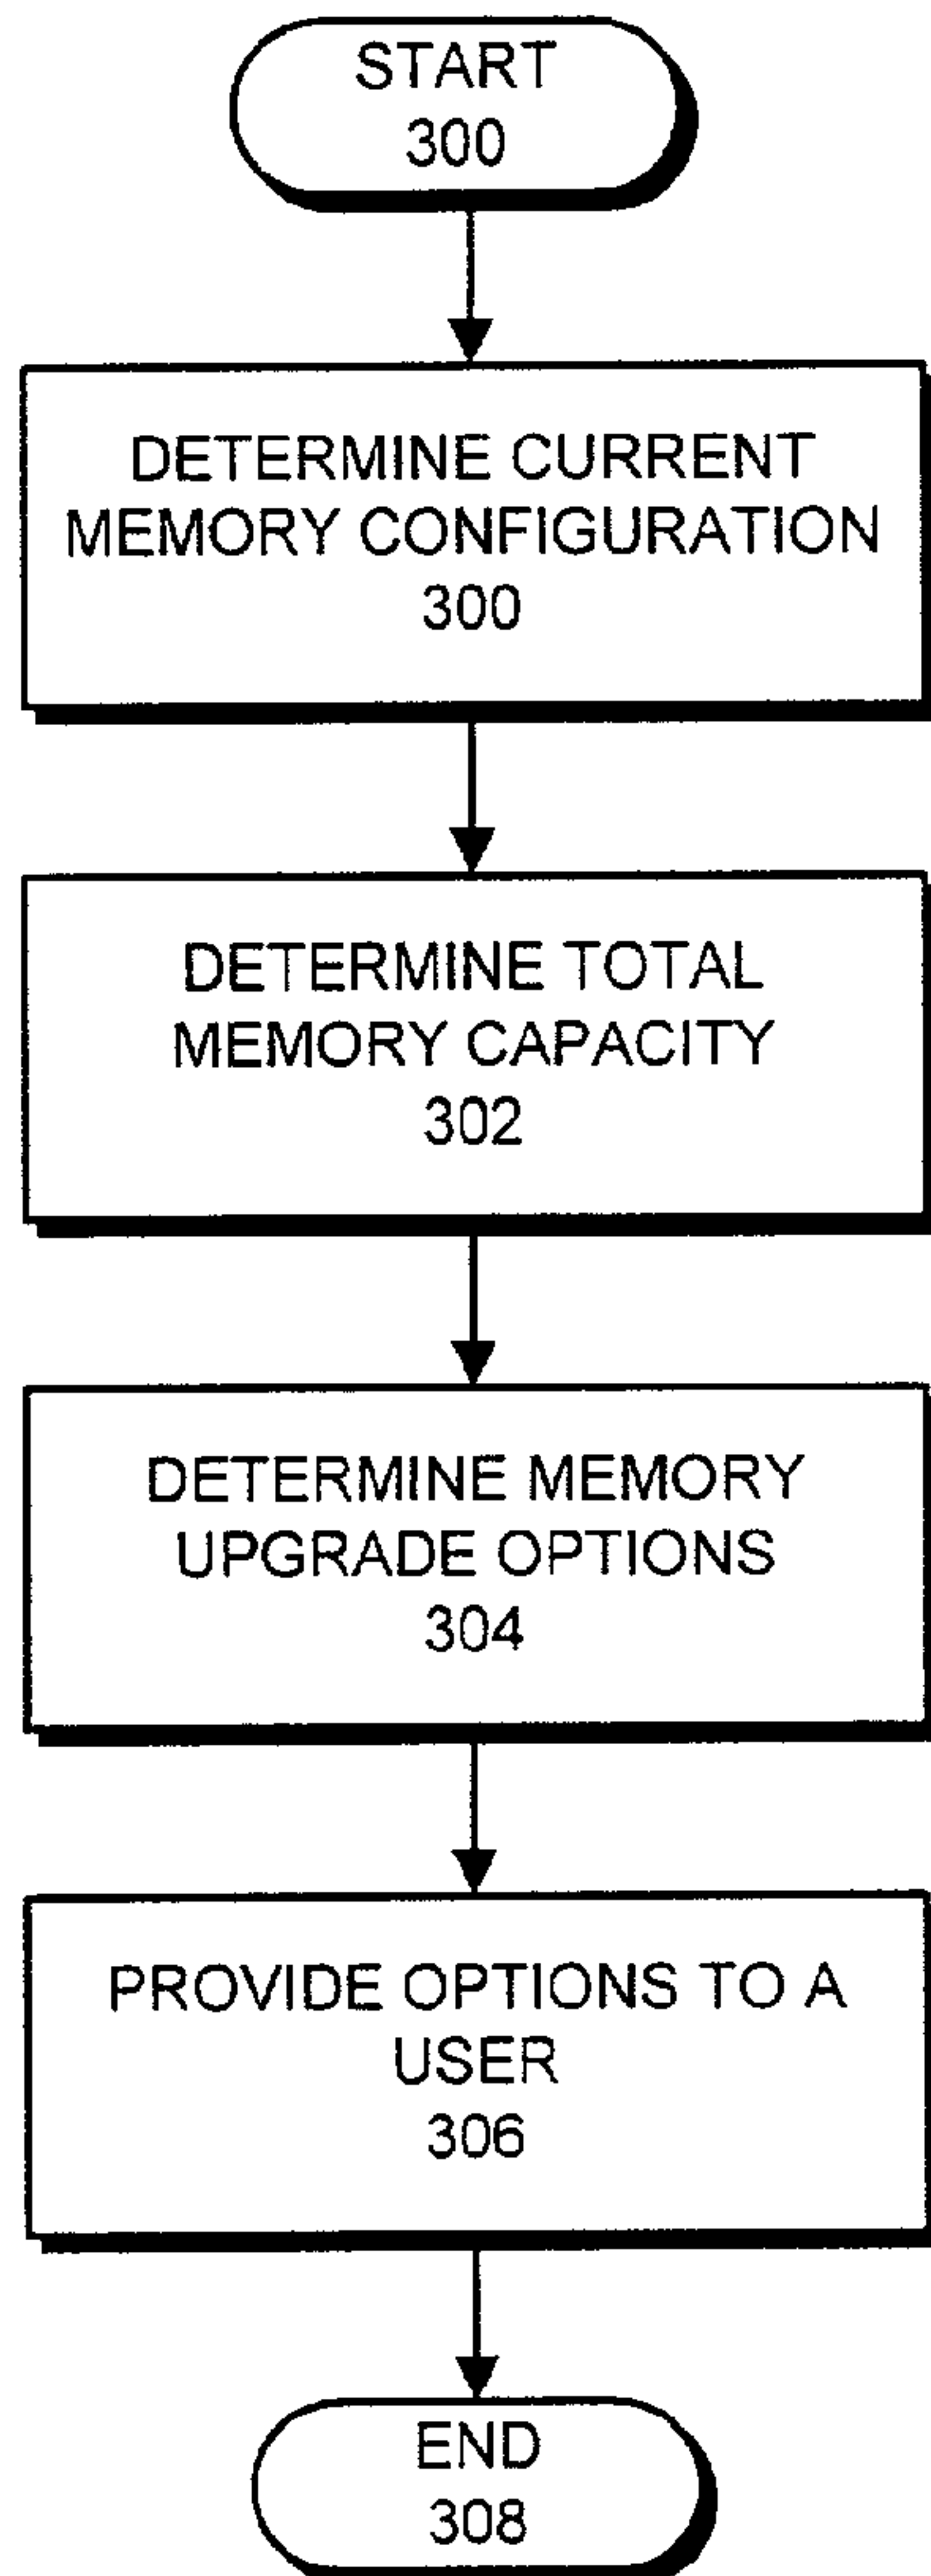 START
300
DETERMINE CURRENT
MEMORY CONFIGURATION
300
DETERMINE TOTAL
MEMORY CAPACITY
302
DETERMINE MEMORY
UPGRADE OPTIONS
304
PROVIDE OPTIONS TO A
USER
306
END
308